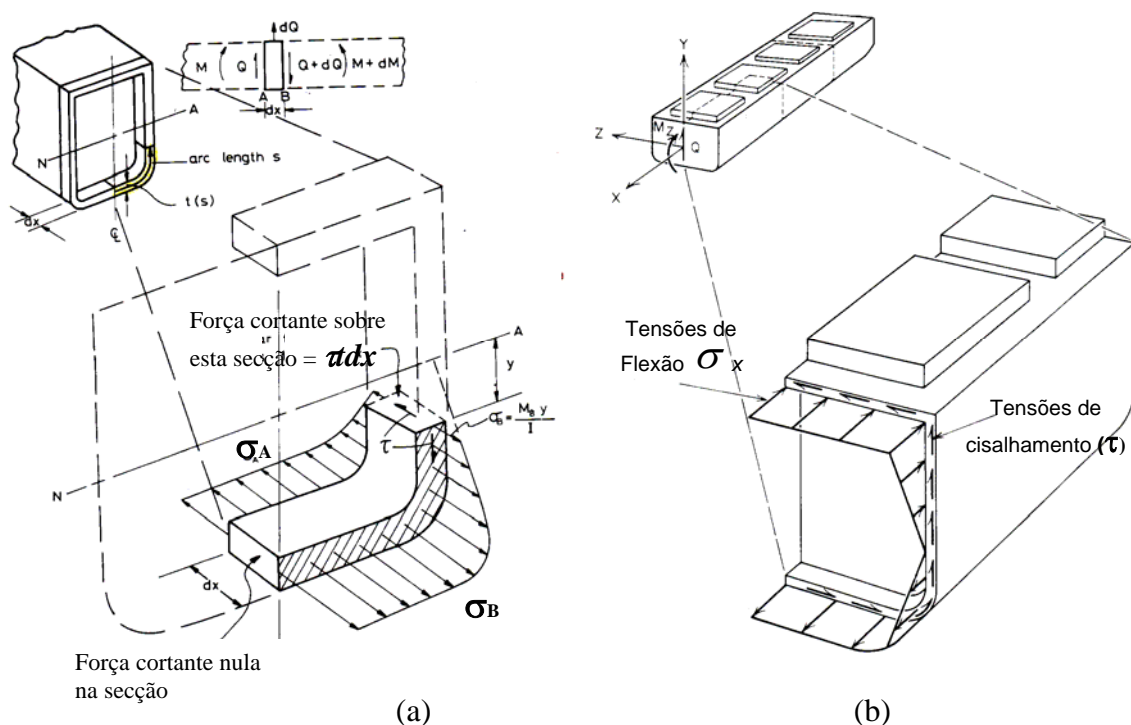 dQ
M
Q
Q + dQ
M + dM
A
B
dx
A
N
arc length s
t(s)
dx
℄
Força cortante sobre
esta secção = τtdx
A
y
σB = MB y / I
σA A
τ
N
dx
σB
Força cortante nula
na secção
(a)
Y
Z
MZ
Q
X
Tensões de
Flexão σ x
Tensões de
cisalhamento (τ)
(b)